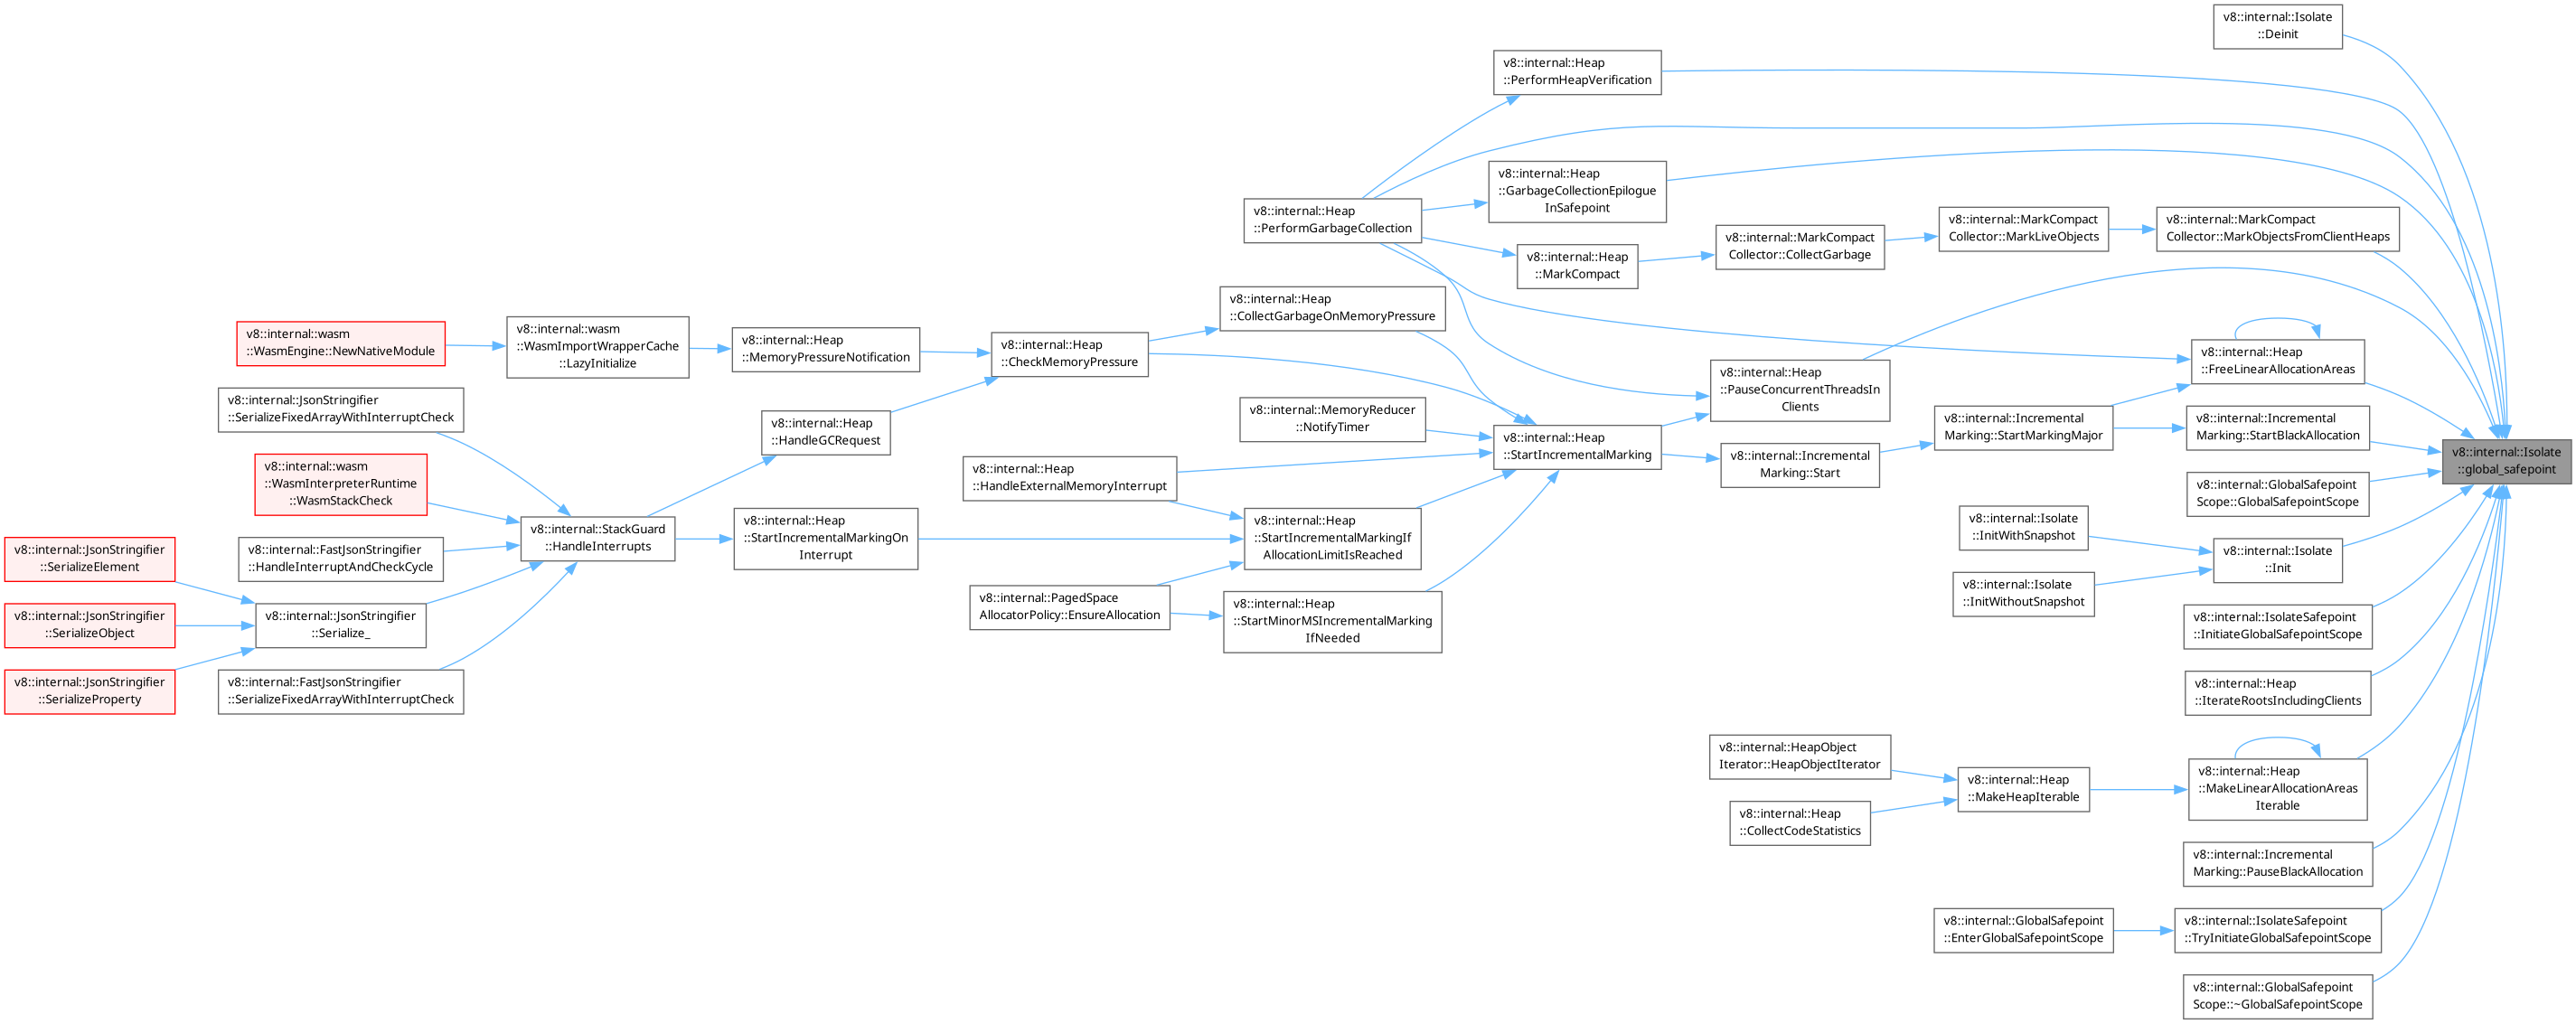 v8::internal::Isolate
::Deinit
v8::internal::Heap
::PerformHeapVerification
v8::internal::Heap
::GarbageCollectionEpilogue
InSafepoint
v8::internal::Heap
::PerformGarbageCollection
v8::internal::MarkCompact
Collector::MarkLiveObjects
v8::internal::MarkCompact
Collector::MarkObjectsFromClientHeaps
v8::internal::MarkCompact
Collector::CollectGarbage
v8::internal::Heap
::MarkCompact
v8::internal::Heap
::CollectGarbageOnMemoryPressure
v8::internal::wasm
::WasmEngine::NewNativeModule
v8::internal::wasm
::WasmImportWrapperCache
::LazyInitialize
v8::internal::Heap
::MemoryPressureNotification
v8::internal::Heap
::CheckMemoryPressure
v8::internal::Heap
::PauseConcurrentThreadsIn
Clients
v8::internal::Heap
::FreeLinearAllocationAreas
v8::internal::JsonStringifier
::SerializeFixedArrayWithInterruptCheck
v8::internal::Heap
::HandleGCRequest
v8::internal::MemoryReducer
::NotifyTimer
v8::internal::Heap
::StartIncrementalMarking
v8::internal::Incremental
Marking::StartMarkingMajor
v8::internal::Incremental
Marking::StartBlackAllocation
v8::internal::Incremental
Marking::Start
v8::internal::Isolate
::global_safepoint
v8::internal::wasm
::WasmInterpreterRuntime
::WasmStackCheck
v8::internal::Heap
::HandleExternalMemoryInterrupt
v8::internal::GlobalSafepoint
Scope::GlobalSafepointScope
v8::internal::StackGuard
::HandleInterrupts
v8::internal::Heap
::StartIncrementalMarkingOn
Interrupt
v8::internal::Heap
::StartIncrementalMarkingIf
AllocationLimitIsReached
v8::internal::Isolate
::InitWithSnapshot
v8::internal::Isolate
::Init
v8::internal::JsonStringifier
::SerializeElement
v8::internal::FastJsonStringifier
::HandleInterruptAndCheckCycle
v8::internal::PagedSpace
AllocatorPolicy::EnsureAllocation
v8::internal::Heap
::StartMinorMSIncrementalMarking
IfNeeded
v8::internal::Isolate
::InitWithoutSnapshot
v8::internal::JsonStringifier
::SerializeObject
v8::internal::JsonStringifier
::Serialize_
v8::internal::IsolateSafepoint
::InitiateGlobalSafepointScope
v8::internal::JsonStringifier
::SerializeProperty
v8::internal::FastJsonStringifier
::SerializeFixedArrayWithInterruptCheck
v8::internal::Heap
::IterateRootsIncludingClients
v8::internal::HeapObject
Iterator::HeapObjectIterator
v8::internal::Heap
::MakeHeapIterable
v8::internal::Heap
::MakeLinearAllocationAreas
Iterable
v8::internal::Heap
::CollectCodeStatistics
v8::internal::Incremental
Marking::PauseBlackAllocation
v8::internal::GlobalSafepoint
::EnterGlobalSafepointScope
v8::internal::IsolateSafepoint
::TryInitiateGlobalSafepointScope
v8::internal::GlobalSafepoint
Scope::~GlobalSafepointScope